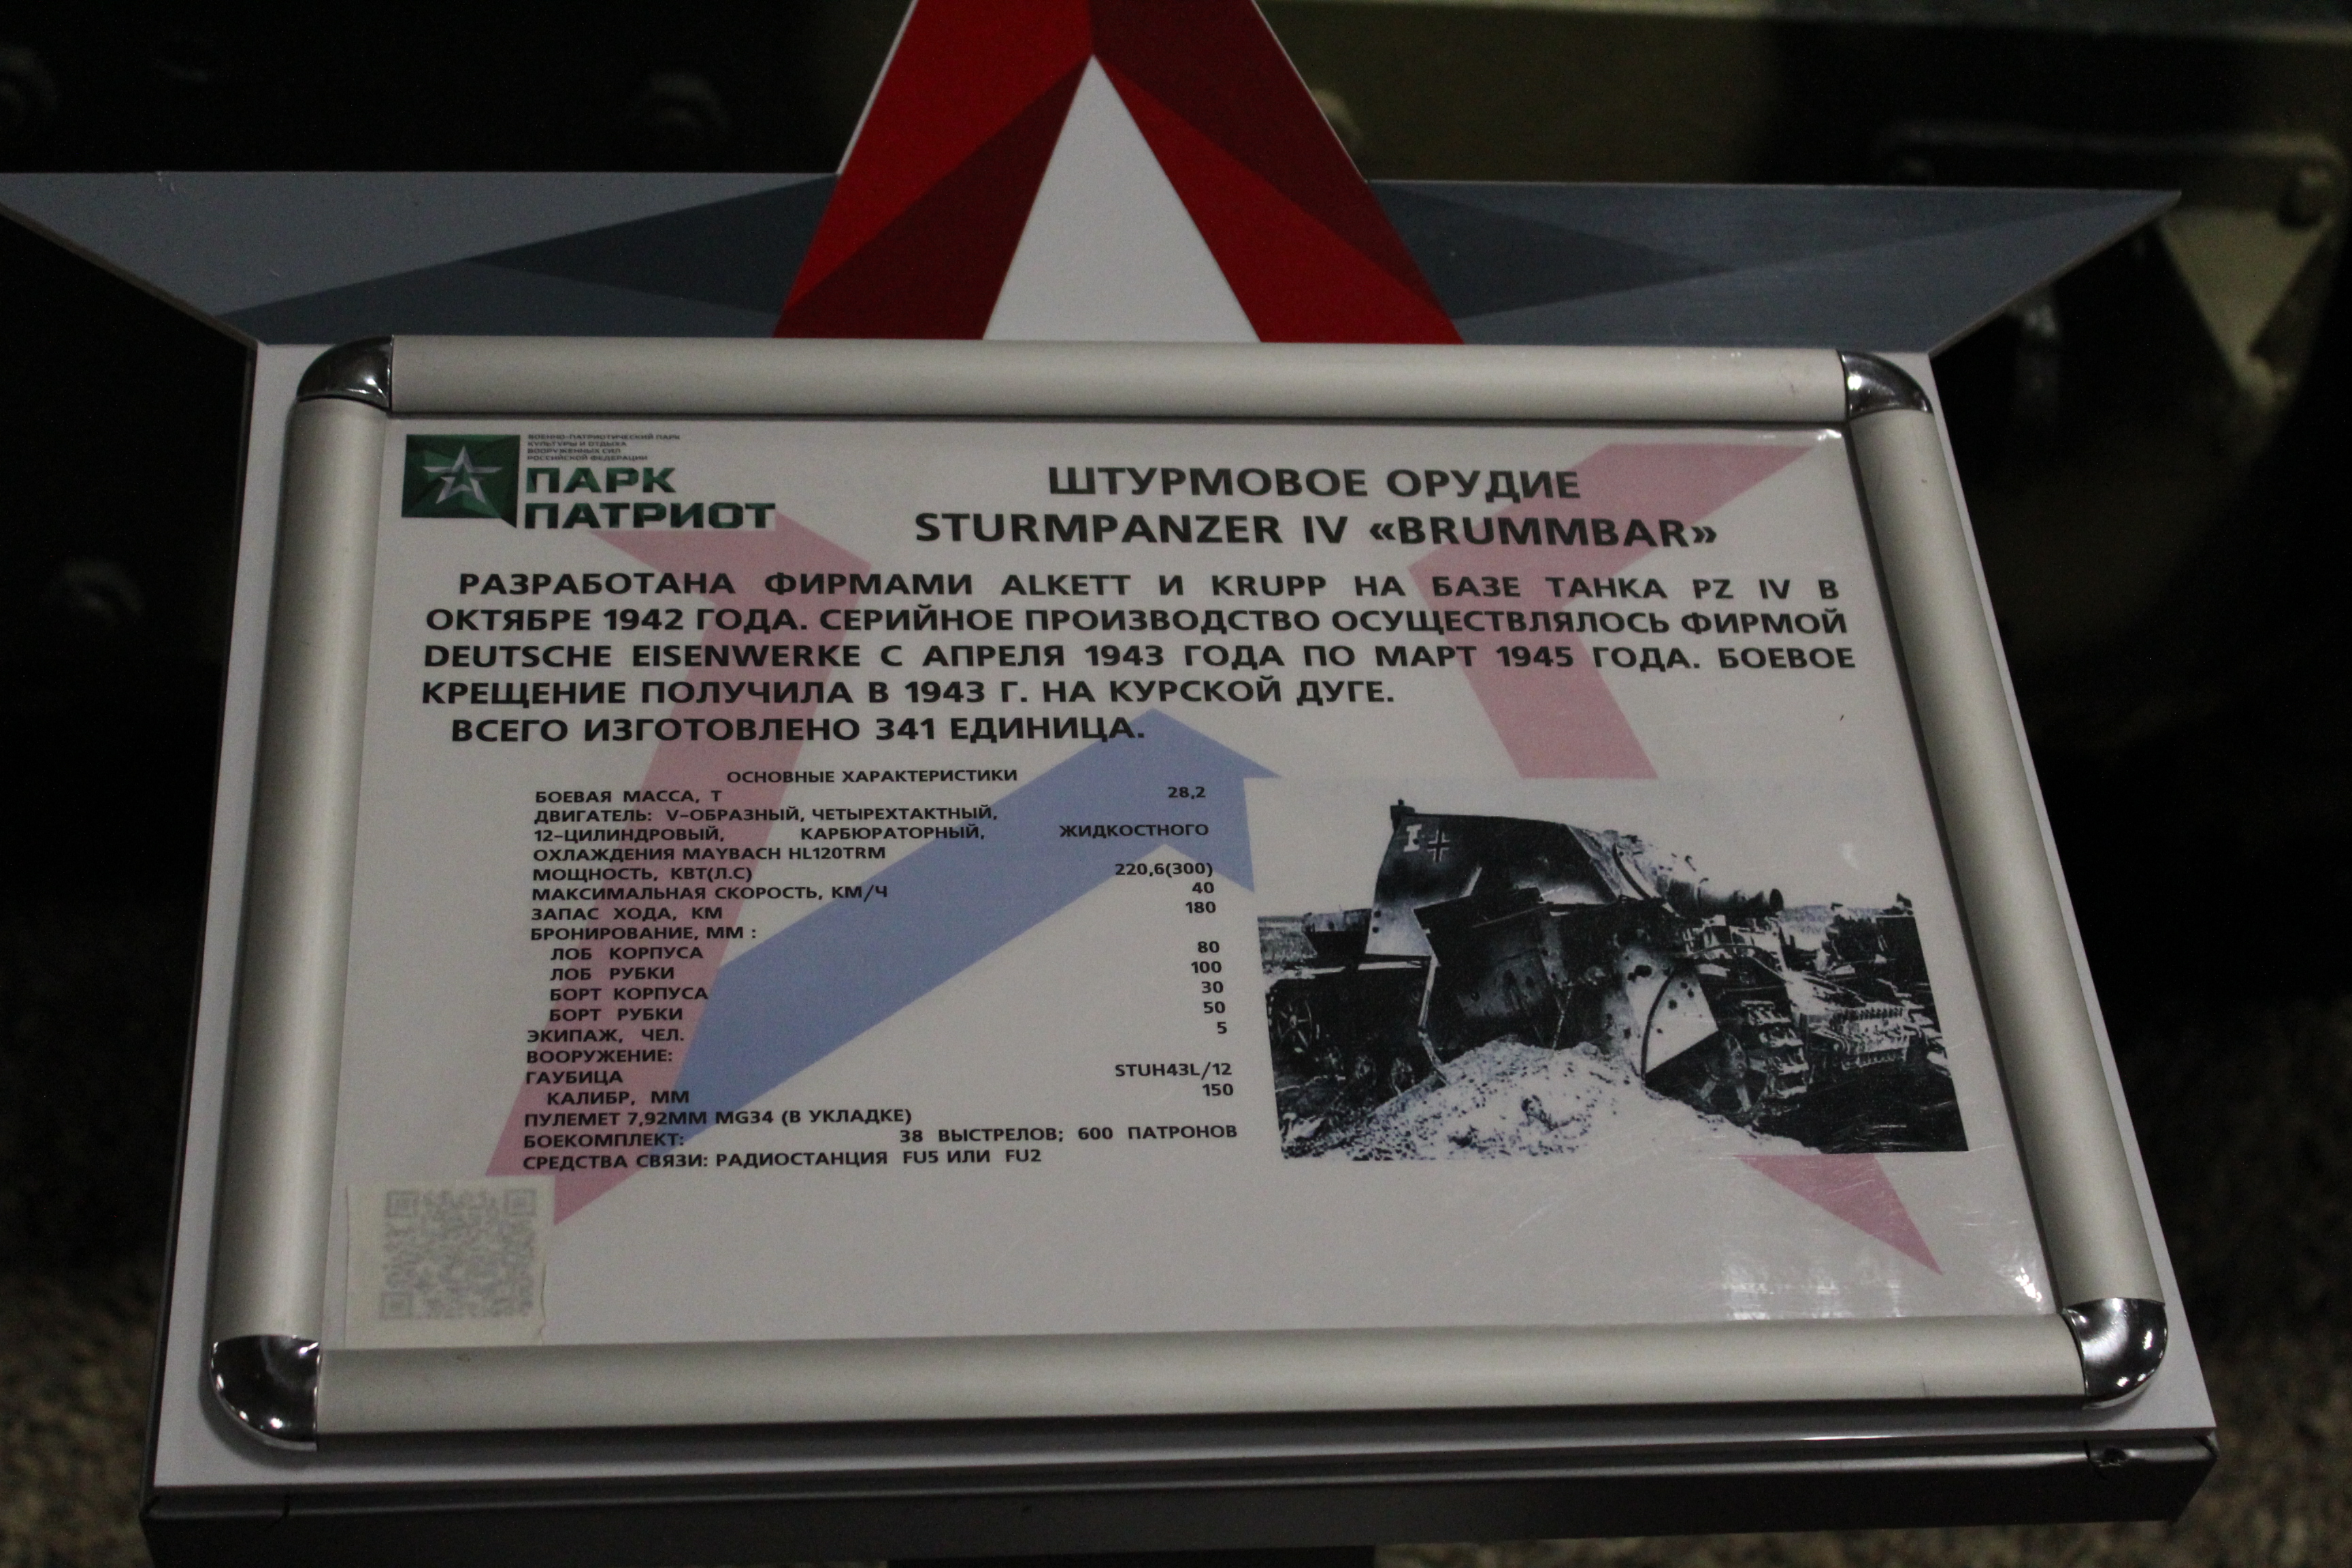 ВОЕННО-ПАТРИОТИЧЕСКИЙ ПАРК
КУЛЬТУРЫ И ОТДЫХА
ВООРУЖЕННЫХ СИЛ
РОССИЙСКОЙ ФЕДЕРАЦИИ
ПАРК
ПАТРИОТ
ШТУРМОВОЕ ОРУДИЕ
STURMPANZER IV «BRUMMBAR»
РАЗРАБОТАНА ФИРМАМИ ALKETT И KRUPP НА БАЗЕ ТАНКА PZ IV В
ОКТЯБРЕ 1942 ГОДА. СЕРИЙНОЕ ПРОИЗВОДСТВО ОСУЩЕСТВЛЯЛОСЬ ФИРМОЙ
DEUTSCHE EISENWERKE С АПРЕЛЯ 1943 ГОДА ПО МАРТ 1945 ГОДА. БОЕВОЕ
КРЕЩЕНИЕ ПОЛУЧИЛА В 1943 Г. НА КУРСКОЙ ДУГЕ.
ВСЕГО ИЗГОТОВЛЕНО 341 ЕДИНИЦА.
ОСНОВНЫЕ ХАРАКТЕРИСТИКИ
БОЕВАЯ МАССА, Т 28,2
ДВИГАТЕЛЬ: V-ОБРАЗНЫЙ, ЧЕТЫРЕХТАКТНЫЙ,
12-ЦИЛИНДРОВЫЙ, КАРБЮРАТОРНЫЙ, ЖИДКОСТНОГО
ОХЛАЖДЕНИЯ MAYBACH HL120TRM
МОЩНОСТЬ, КВТ(Л.С) 220,6(300)
МАКСИМАЛЬНАЯ СКОРОСТЬ, КМ/Ч 40
ЗАПАС ХОДА, КМ 180
БРОНИРОВАНИЕ, ММ :
ЛОБ КОРПУСА 80
ЛОБ РУБКИ 100
БОРТ КОРПУСА 30
БОРТ РУБКИ 50
ЭКИПАЖ, ЧЕЛ. 5
ВООРУЖЕНИЕ:
ГАУБИЦА STUH43L/12
КАЛИБР, ММ 150
ПУЛЕМЕТ 7,92ММ MG34 (В УКЛАДКЕ)
БОЕКОМПЛЕКТ: 38 ВЫСТРЕЛОВ; 600 ПАТРОНОВ
СРЕДСТВА СВЯЗИ: РАДИОСТАНЦИЯ FU5 ИЛИ FU2
I